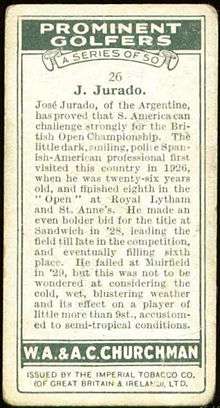 PROMINENT
GOLFERS
A SERIES OF 50
26
J. Jurado.
José Jurado, of the Argentine,
has proved that S. America can
challenge strongly for the Bri-
tish Open Championship. The
little dark, smiling, polite Span-
ish-American professional first
visited this country in 1926,
when he was twenty-six years
old, and finished eighth in the
"Open" at Royal Lytham
and St. Anne's. He made an
even bolder bid for the title at
Sandwich in '28, leading the
field till late in the competition,
and eventually filling sixth
place. He failed at Muirfield
in '29, but this was not to be
wondered at considering the
cold, wet, blustering weather
and its effect on a player of
little more than 9st., accustom-
ed to semi-tropical conditions.
W.A. & A.C. CHURCHMAN
ISSUED BY THE IMPERIAL TOBACCO CO.
(OF GREAT BRITAIN & IRELAND), LTD.